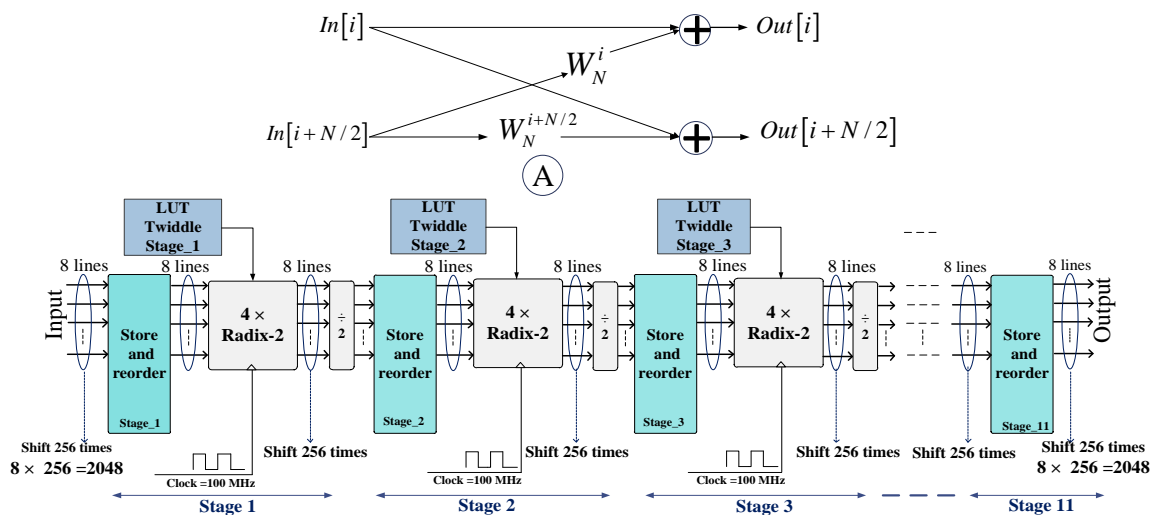 In[i]
Out[i]
W_N^i
In[i+N/2]
W_N^{i+N/2}
Out[i+N/2]
A
LUT
Twiddle
Stage_1
LUT
Twiddle
Stage_2
LUT
Twiddle
Stage_3
8 lines
8 lines
8 lines
8 lines
8 lines
8 lines
8 lines
8 lines
8 lines
Input
Store
and
reorder
Stage_1
4 ×
Radix-2
÷2
Store
and
reorder
Stage_2
4 ×
Radix-2
÷2
Store
and
reorder
Stage_3
4 ×
Radix-2
÷2
Store
and
reorder
Stage_11
Output
Shift 256 times
8 × 256 =2048
Clock =100 MHz
Shift 256 times
Clock =100 MHz
Shift 256 times
Clock =100 MHz
Shift 256 times
Shift 256 times
Shift 256 times
8 × 256 =2048
Stage 1
Stage 2
Stage 3
Stage 11